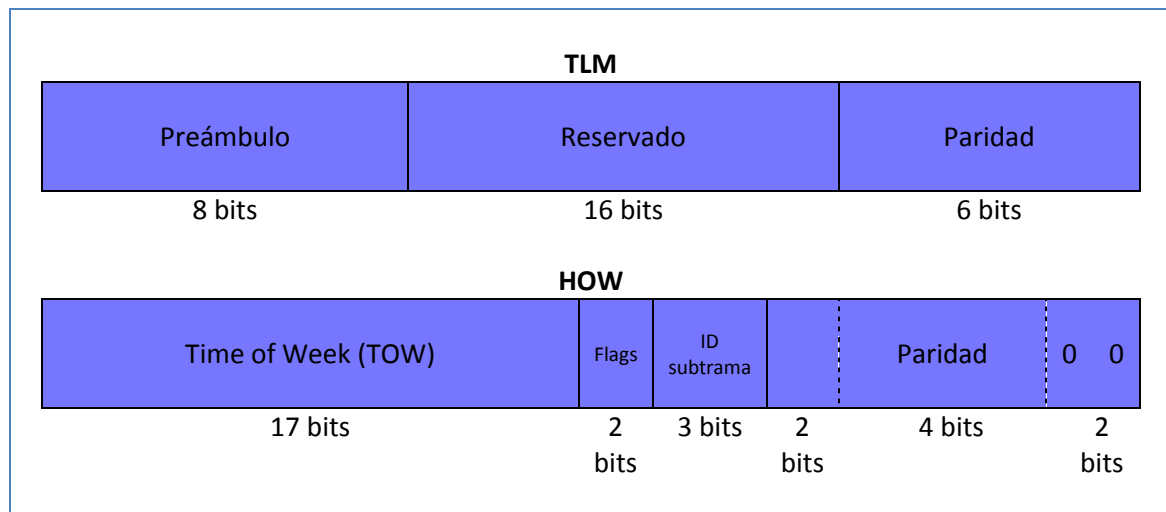 TLM
Preámbulo Reservado Paridad
8 bits 16 bits 6 bits
HOW
Time of Week (TOW) Flags ID subtrama Paridad 0 0
17 bits 2 bits 3 bits 2 bits 4 bits 2 bits